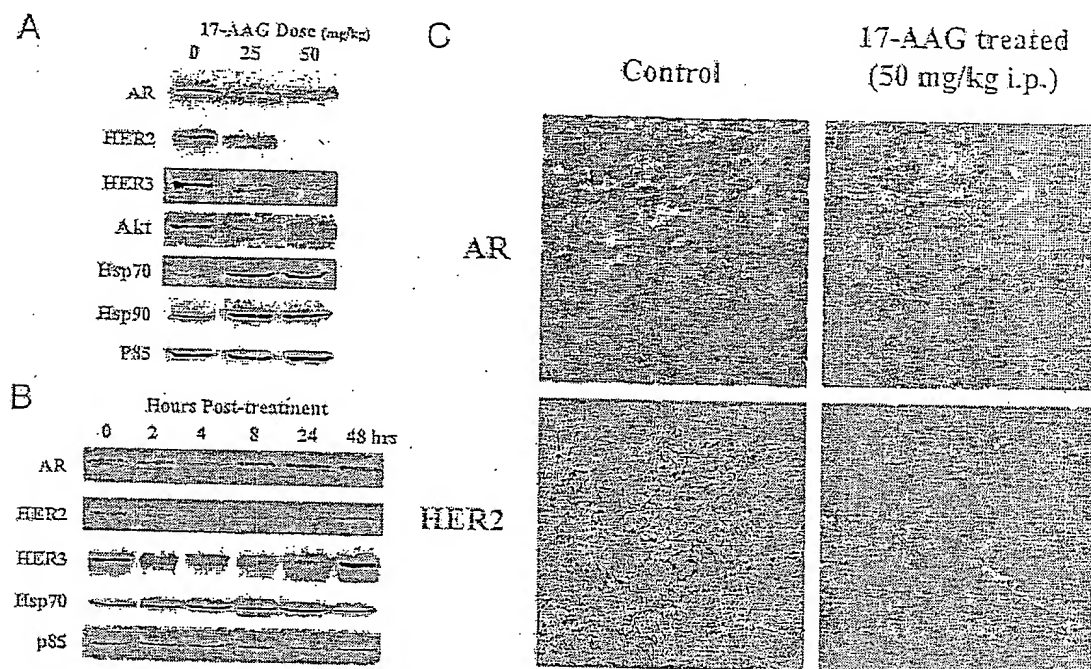 A
17-AAG Dose (mg/kg)
0 25 50
AR
HER2
HER3
Akt
Hsp70
Hsp90
P85
B
Hours Post-treatment
0 2 4 8 24 48 hrs
AR
HER2
HER3
Hsp70
p85
C
Control
17-AAG treated
(50 mg/kg i.p.)
AR
HER2